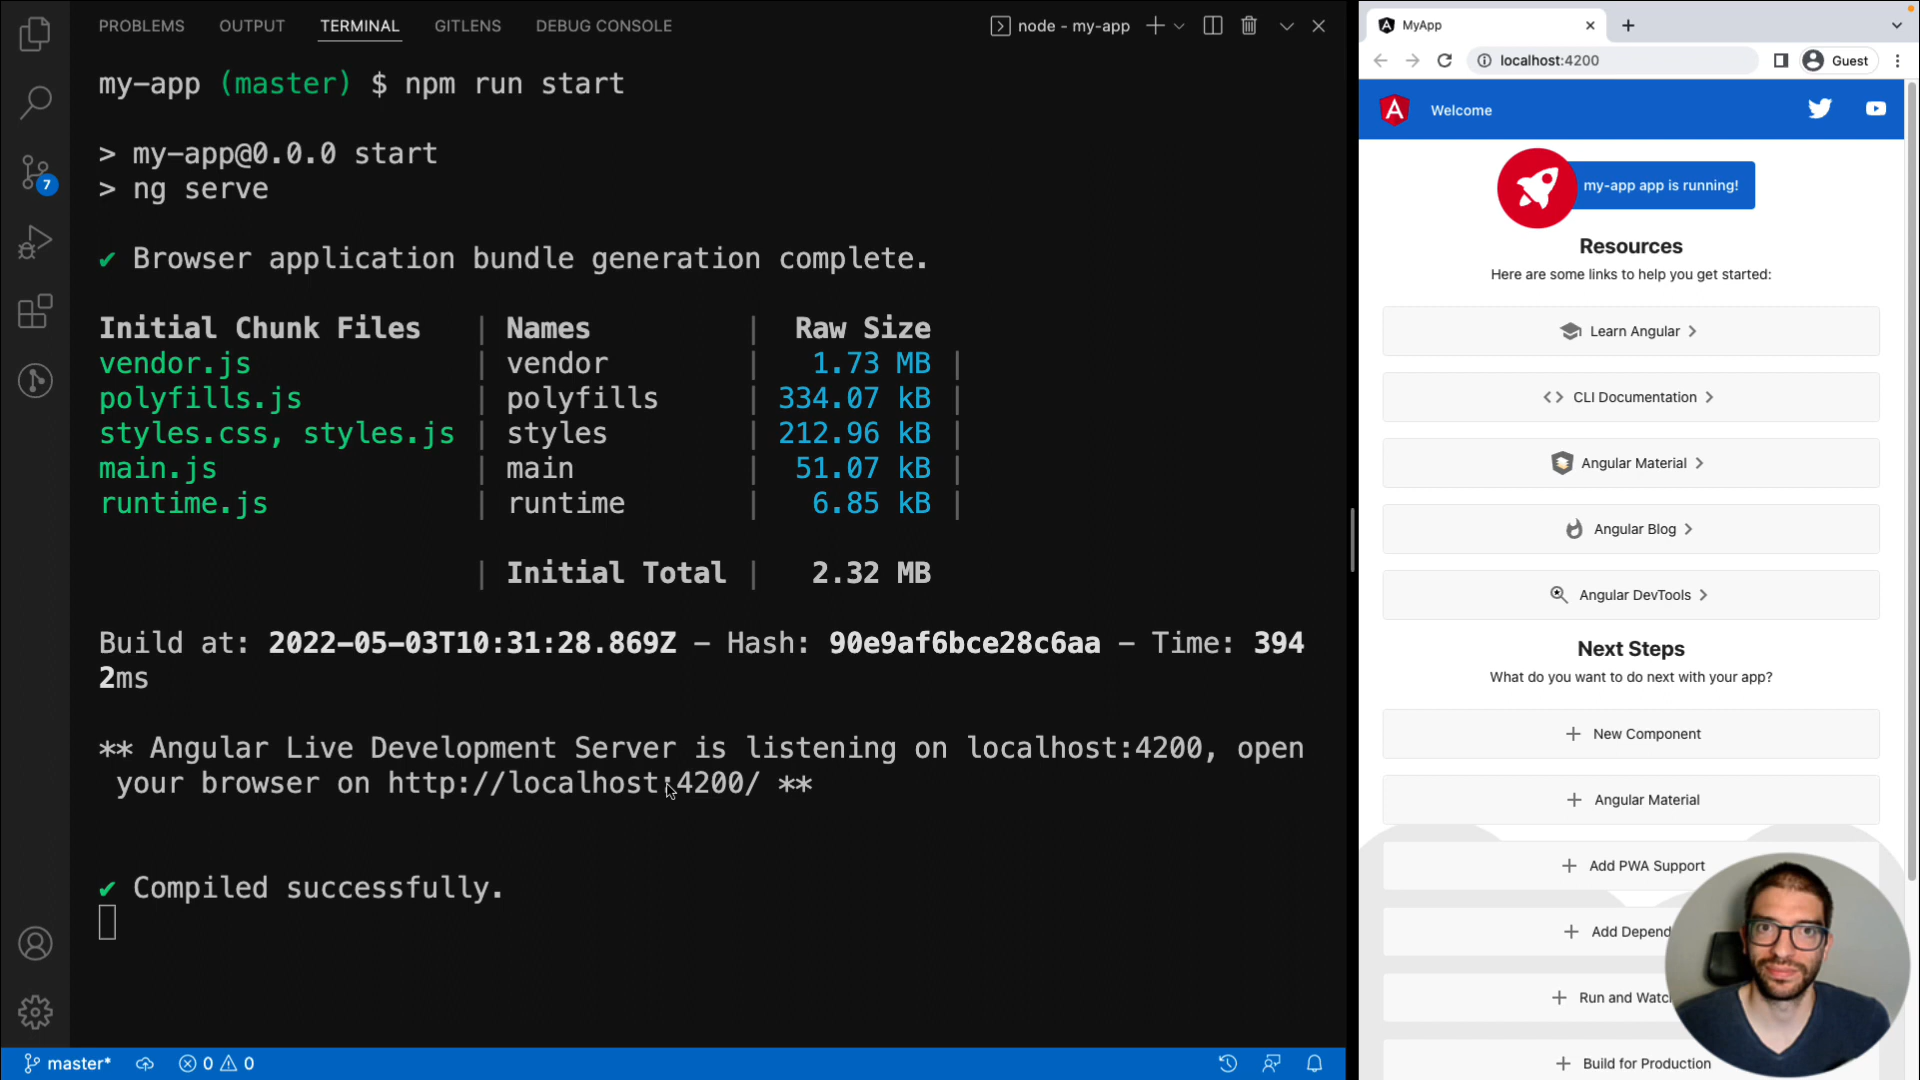 PROBLEMS OUTPUT TERMINAL GITLENS DEBUG CONSOLE node - my-app
my-app (master) $ npm run start
> my-app@0.0.0 start
> ng serve
✔ Browser application bundle generation complete.
Initial Chunk Files | Names | Raw Size
vendor.js | vendor | 1.73 MB |
polyfills.js | polyfills | 334.07 kB |
styles.css, styles.js | styles | 212.96 kB |
main.js | main | 51.07 kB |
runtime.js | runtime | 6.85 kB |
| Initial Total | 2.32 MB
Build at: 2022-05-03T10:31:28.869Z - Hash: 90e9af6bce28c6aa - Time: 394
2ms
** Angular Live Development Server is listening on localhost:4200, open
your browser on http://localhost:4200/ **
✔ Compiled successfully.
7
master* 0 0
MyApp
localhost:4200 Guest
A Welcome
my-app app is running!
Resources
Here are some links to help you get started:
Learn Angular
CLI Documentation
Angular Material
Angular Blog
Angular DevTools
Next Steps
What do you want to do next with your app?
New Component
Angular Material
Add PWA Support
Add Depend
Run and Watc
Build for Production